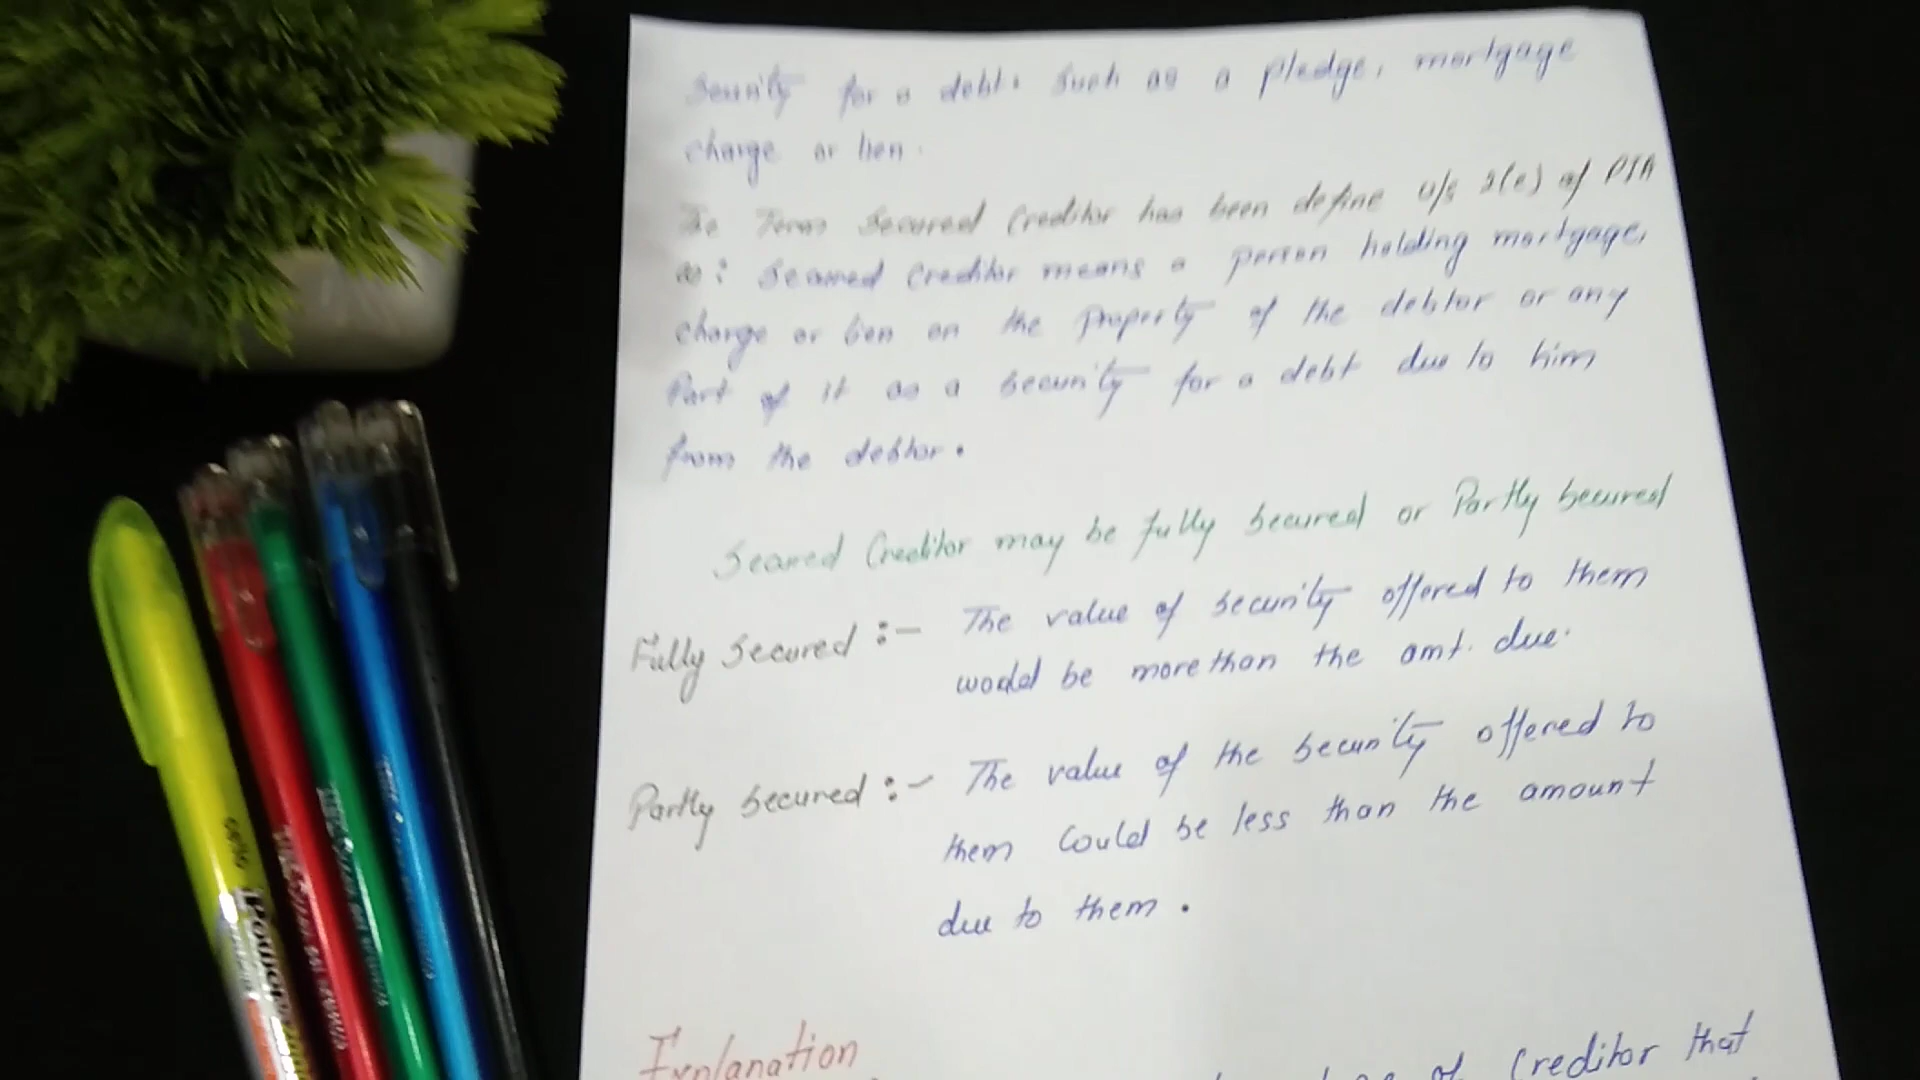 Security for a debt. Such as a pledge, mortgage
charge or lien.
The Term Secured Creditor has been define u/s 2(e) of PIA
as: Secured Creditor means a person holding mortgage,
charge or lien on the Property of the debtor or any
Part of it as a security for a debt due to him
from the debtor.
Secured Creditor may be fully secured or Partly secured
Fully Secured :- The value of security offered to them
would be more than the amt. due.
Partly secured :- The value of the security offered to
them could be less than the amount
due to them.
Explanation
of Creditor that